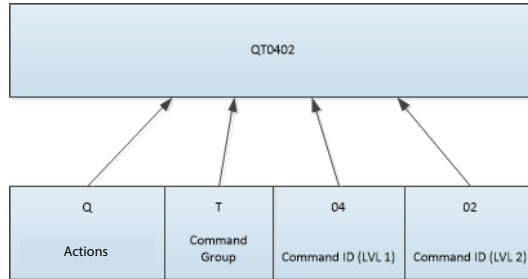 QT0402
Q
T
04
02
Actions
Command
Group
Command ID (LVL 1)
Command ID (LVL 2)